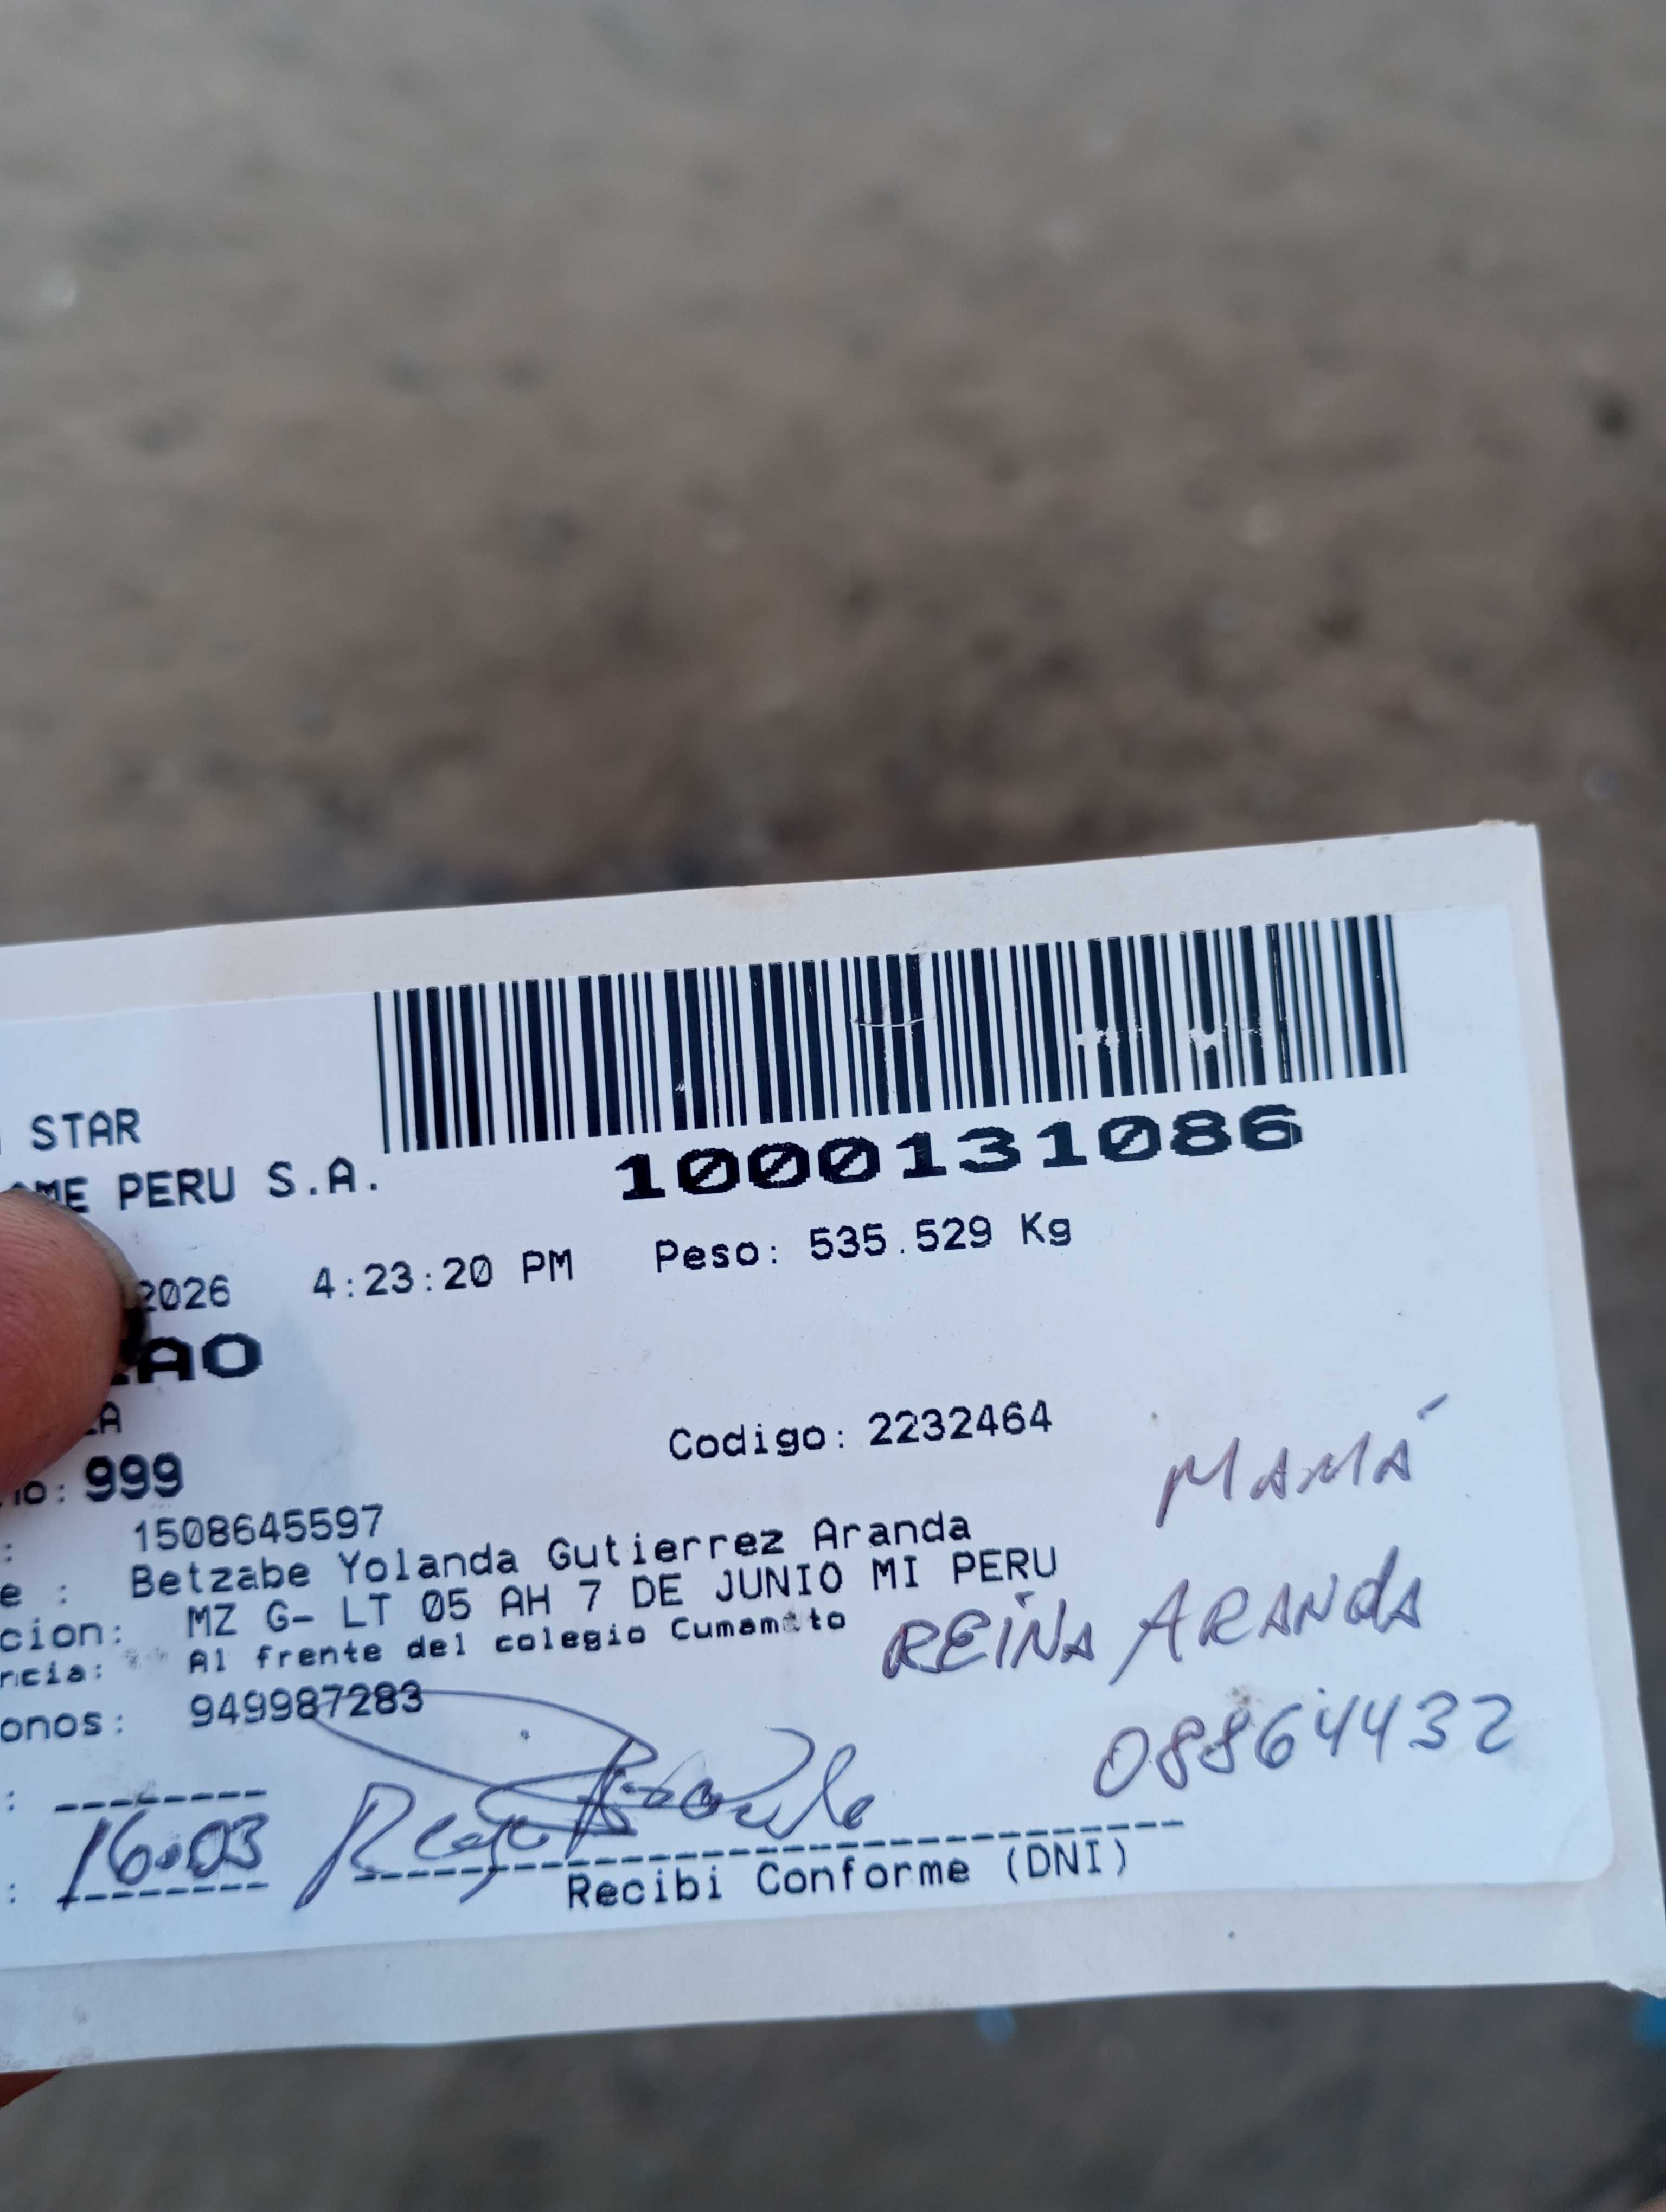 STAR
PERU S.A.
1000131086
2026 4:23:20 PM Peso: 535.529 Kg
Codigo: 2232464
999
1508645597
Betzabe Yolanda Gutierrez Aranda
MZ G- LT 05 AH 7 DE JUNIO MI PERU
Al frente del colegio
949987283
MAMÁ
REINA ARANDA
08864432
16.03
Recibi Conforme (DNI)